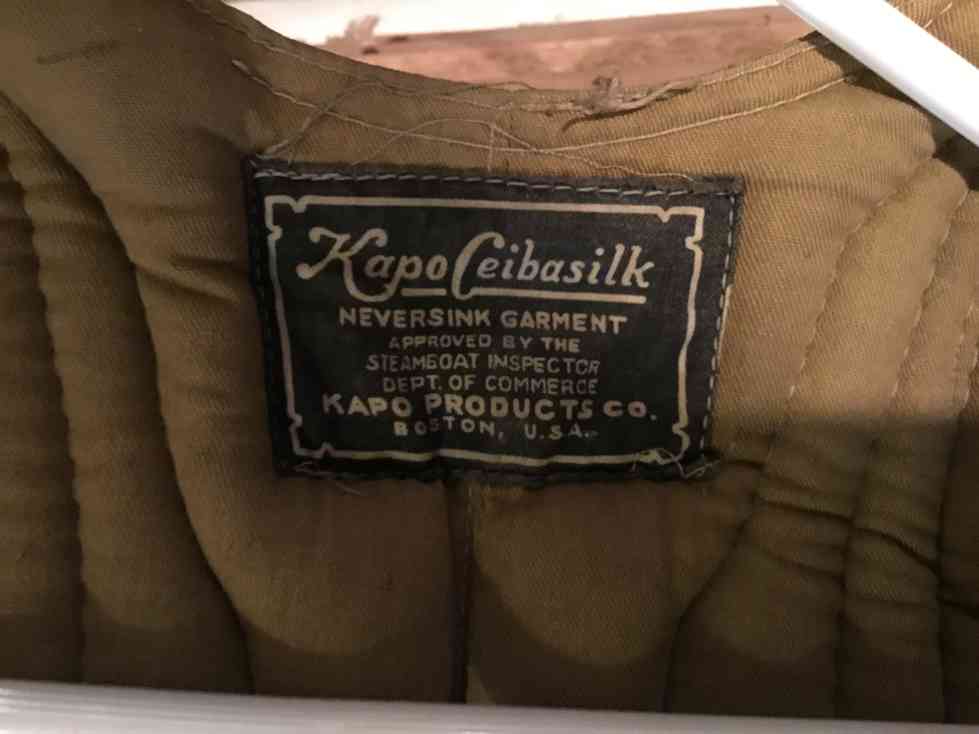 Kapo Ceibasilk
NEVERSINK GARMENT
APPROVED BY THE
STEAMBOAT INSPECTOR
DEPT. OF COMMERCE
KAPO PRODUCTS CO.
BOSTON, U.S.A.